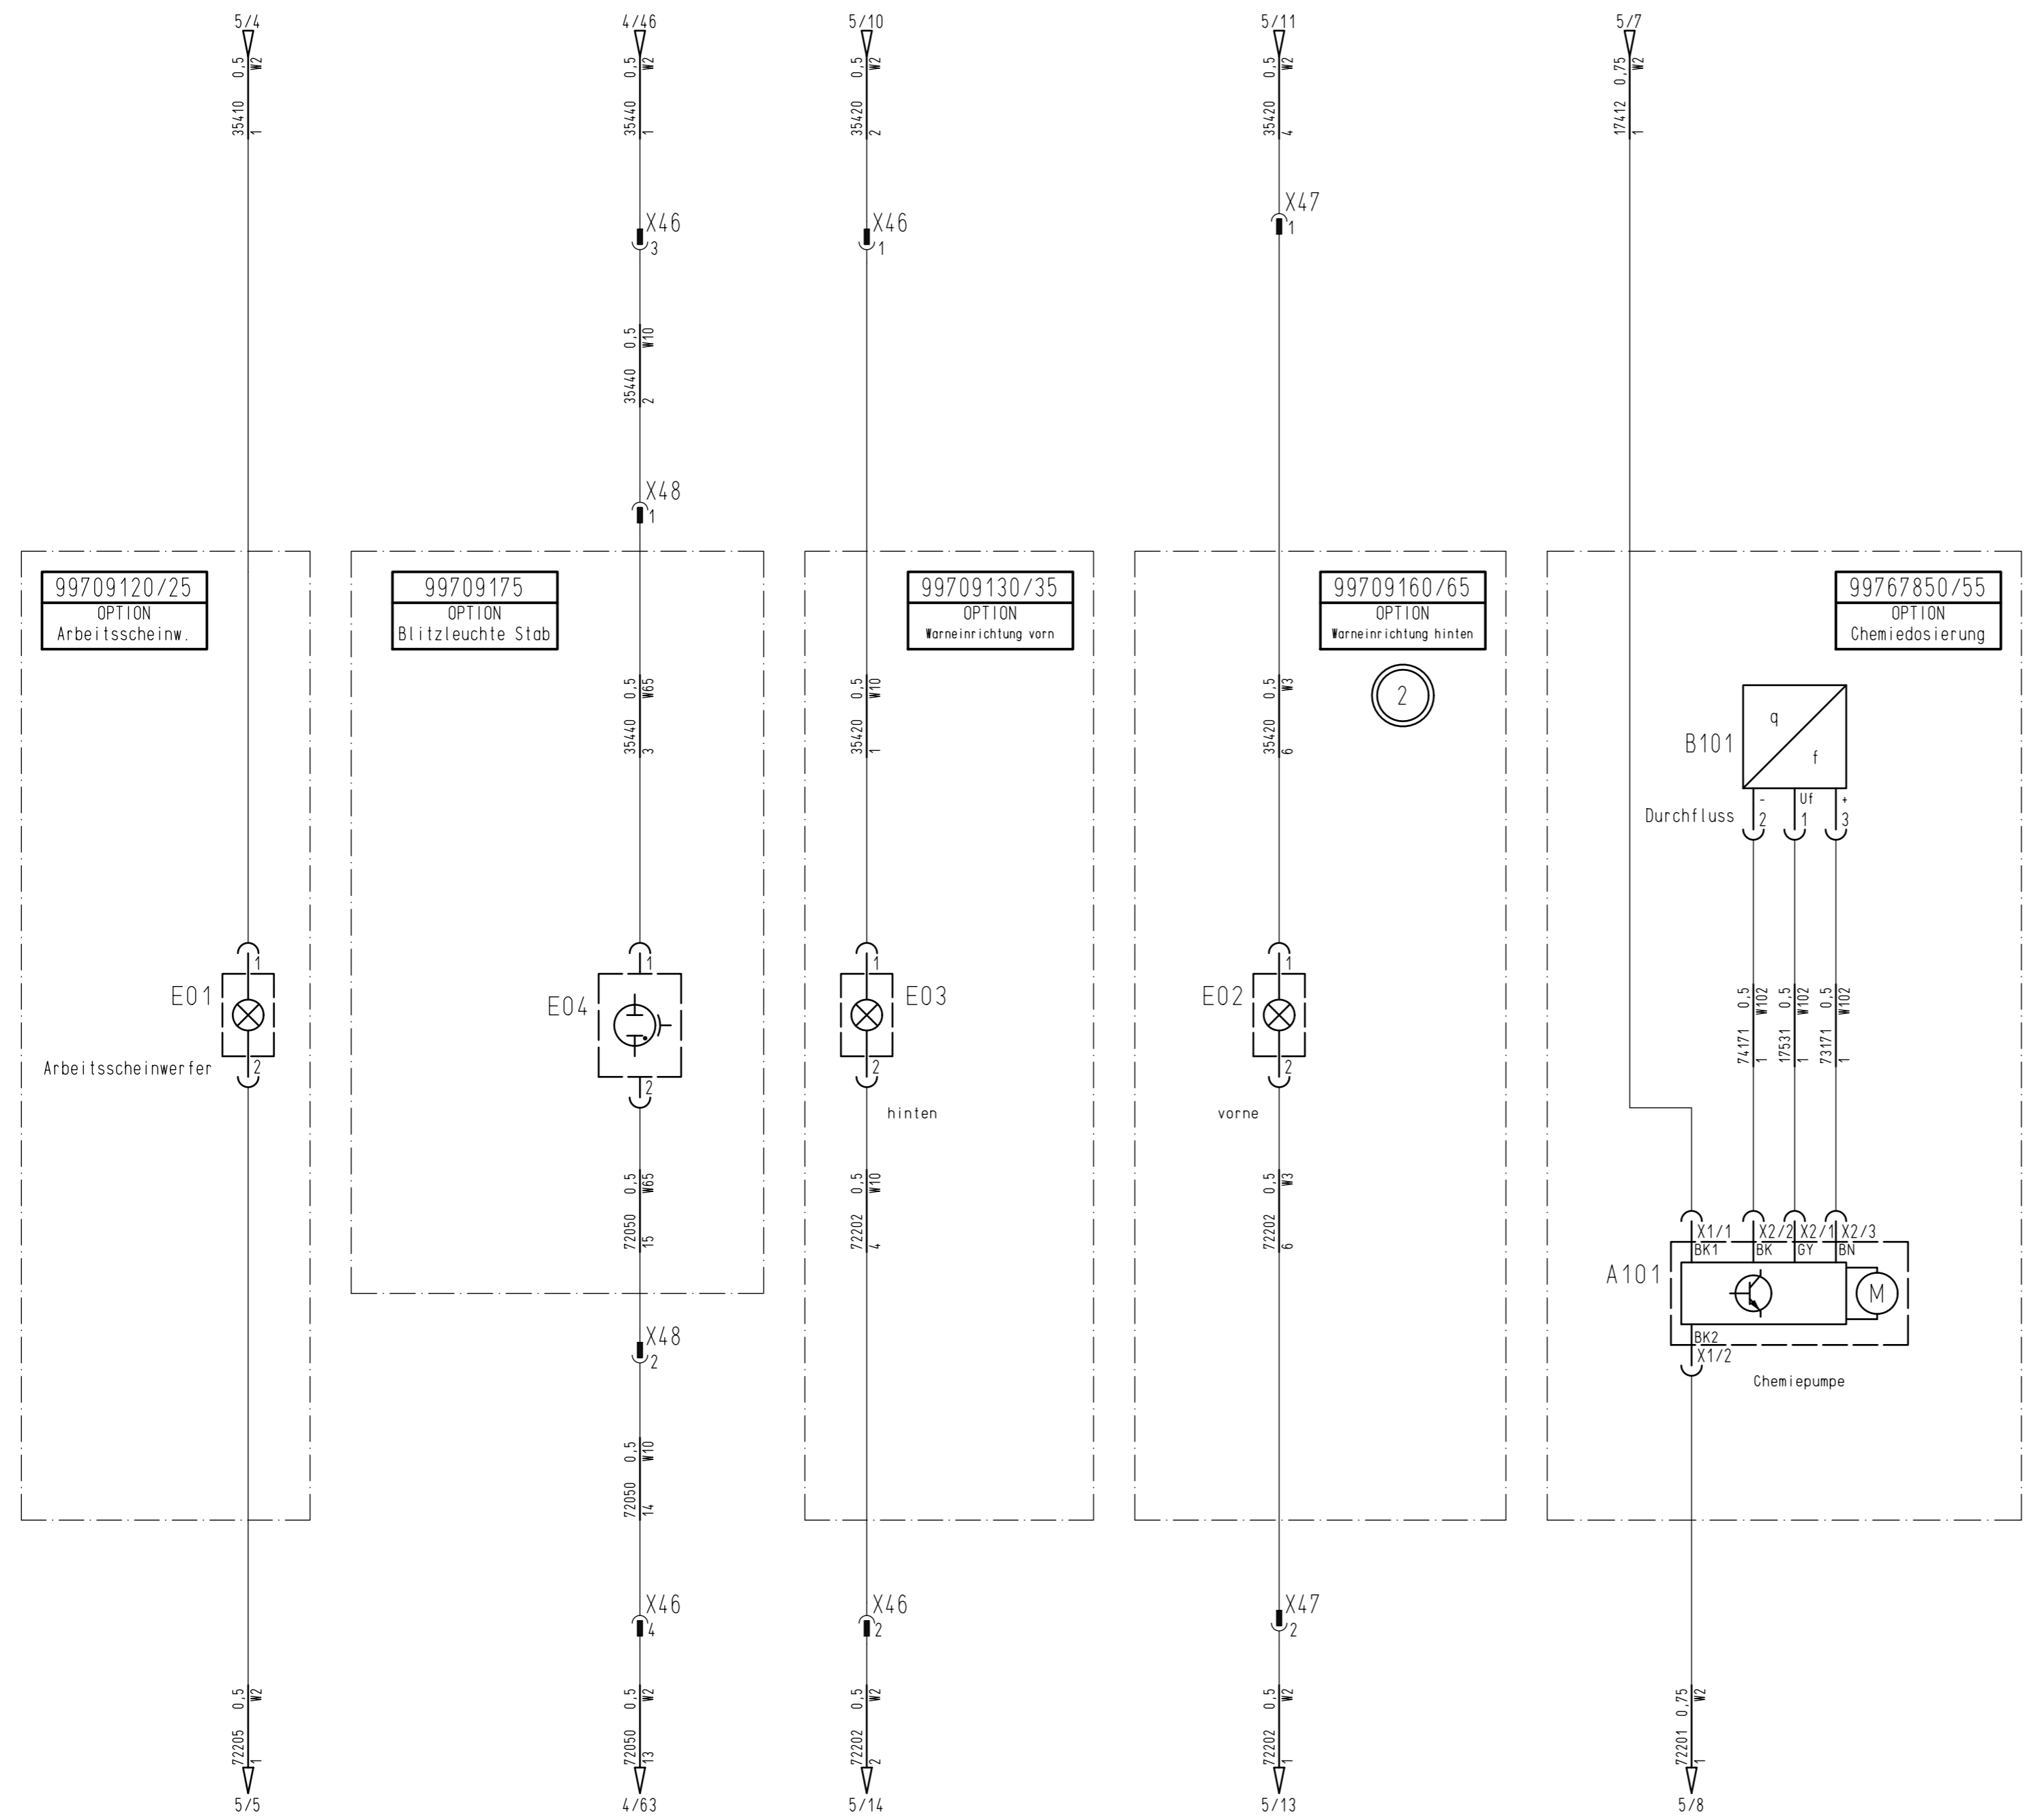 5/4
4/46
5/10
5/11
5/7
35410 0,5
1 W2
35440 0,5
1 W2
35420 0,5
2 W2
35420 0,5
4 W2
17412 0,75
1 W2
X47
1
X46
3
X46
1
35440 0,5
2 W10
X48
1
99709120/25
OPTION
Arbeitsscheinw.
99709175
OPTION
Blitzleuchte Stab
99709130/35
OPTION
Warneinrichtung vorn
99709160/65
OPTION
Warneinrichtung hinten
2
99767850/55
OPTION
Chemiedosierung
35440 0,5
3 W65
35420 0,5
1 W10
35420 0,5
6 W3
q
f
B101
Durchfluss
- Uf +
2 1 3
E01
1
2
Arbeitsscheinwerfer
E04
1
2
E03
1
2
hinten
E02
1
2
vorne
74171 0,5
1 W102
17531 0,5
1 W102
73171 0,5
1 W102
72050 0,5
15 W65
72202 0,5
4 W10
72202 0,5
6 W3
X1/1 X2/2 X2/1 X2/3
BK1 BK GY BN
A101
M
BK2
X1/2
Chemiepumpe
X48
2
72050 0,5
14 W10
X46
4
X46
2
X47
2
72205 0,5
1 W2
72050 0,5
13 W2
72202 0,5
2 W2
72202 0,5
1 W2
72201 0,75
1 W2
5/5
4/63
5/14
5/13
5/8